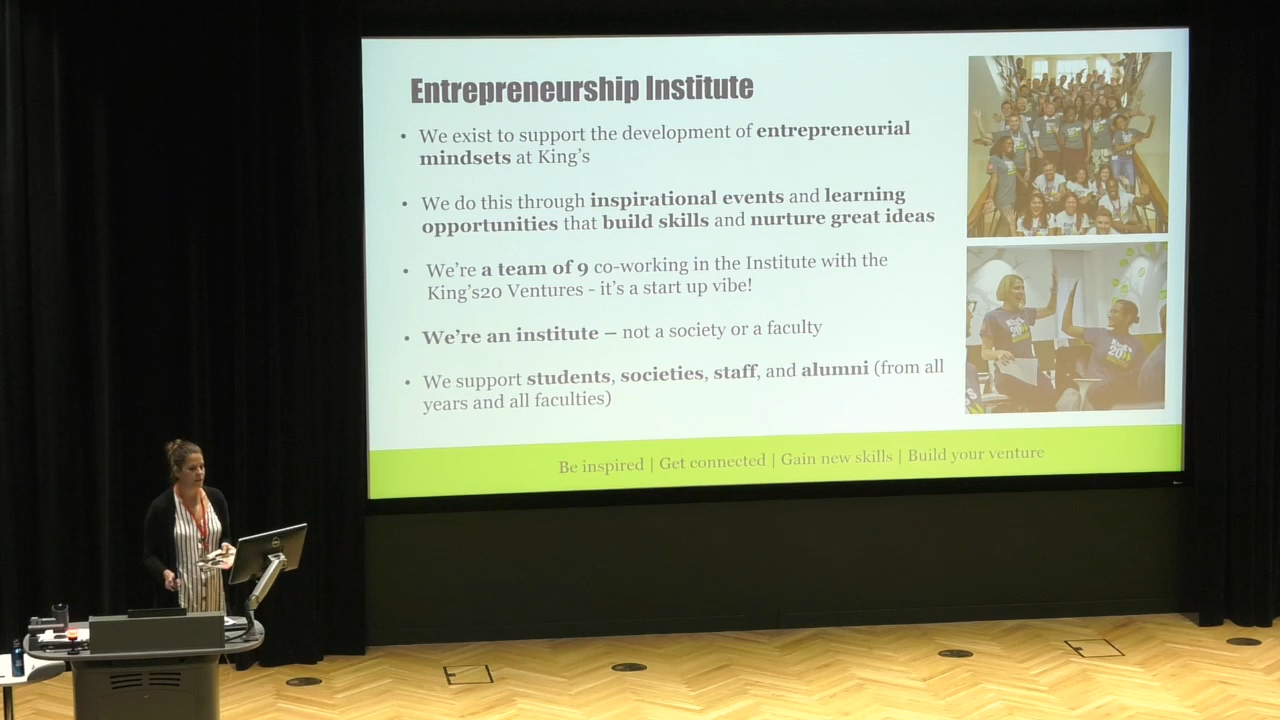 Entrepreneurship Institute
• We exist to support the development of entrepreneurial
mindsets at King's
• We do this through inspirational events and learning
opportunities that build skills and nurture great ideas
• We're a team of 9 co-working in the Institute with the
King's20 Ventures - it's a start up vibe!
• We're an institute – not a society or a faculty
• We support students, societies, staff, and alumni (from all
years and all faculties)
Be inspired | Get connected | Gain new skills | Build your venture